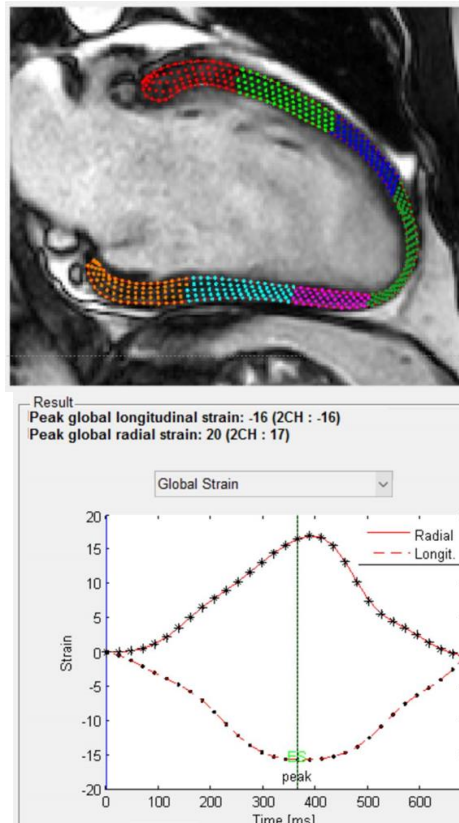 Result
Peak global longitudinal strain: -16 (2CH : -16)
Peak global radial strain: 20 (2CH : 17)
Global Strain
20
15
10
5
0
-5
-10
-15
-20
Strain
Radial
Longit.
ES
peak
0 100 200 300 400 500 600
Time [ms]